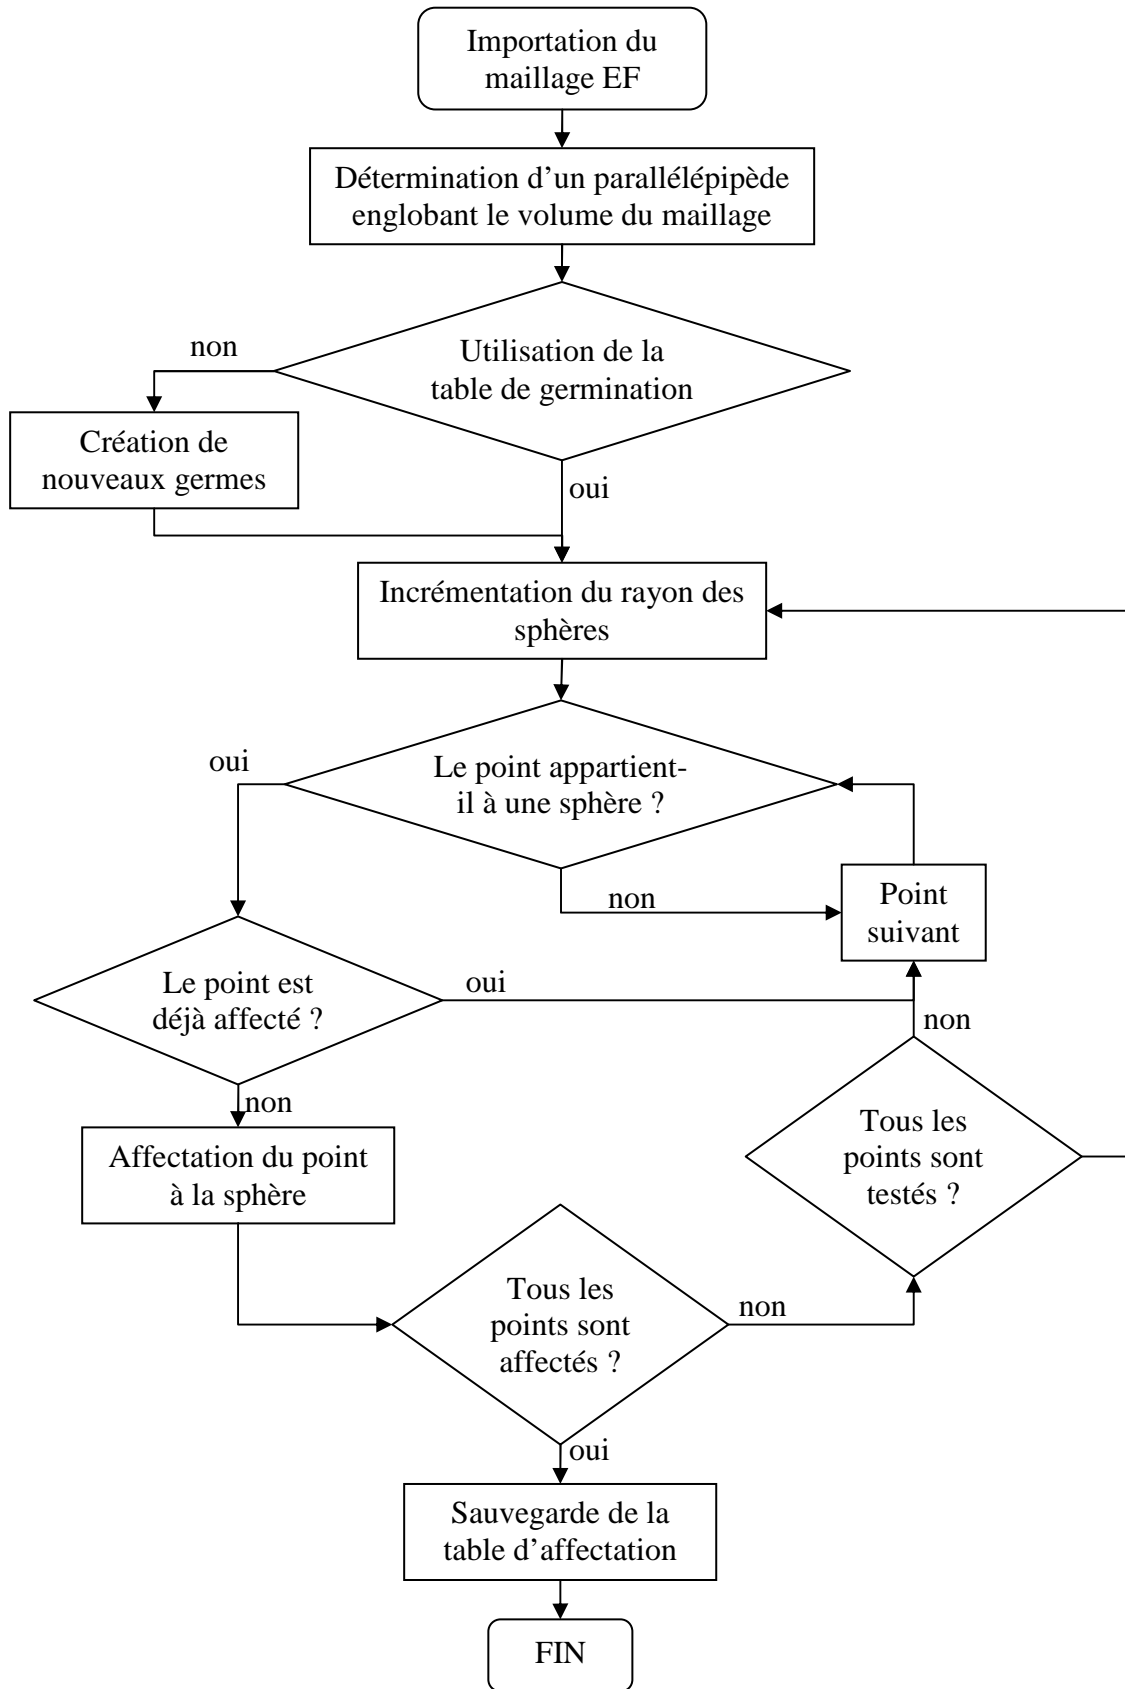 Importation du
maillage EF
Détermination d’un parallélépipède
englobant le volume du maillage
non
Utilisation de la
table de germination
Création de
nouveaux germes
oui
Incrémentation du rayon des
sphères
oui
Le point appartient-
il à une sphère ?
non
Point
suivant
Le point est
déjà affecté ?
oui
non
non
Tous les
points sont
testés ?
Affectation du point
à la sphère
Tous les
points sont
affectés ?
non
oui
Sauvegarde de la
table d’affectation
FIN